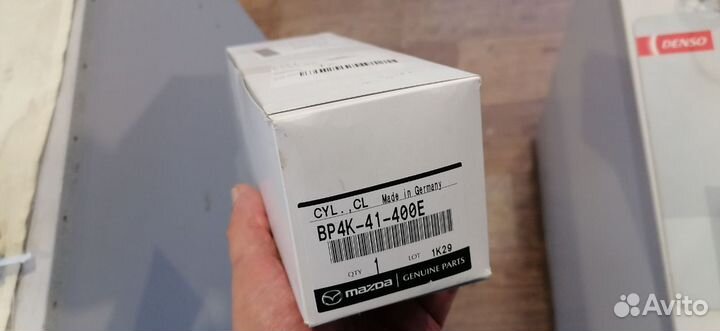 CYL.,CL Made in Germany
BP4K-41-400E
QTY 1 LOT 1K29
mazda GENUINE PARTS
DENSO
Avito